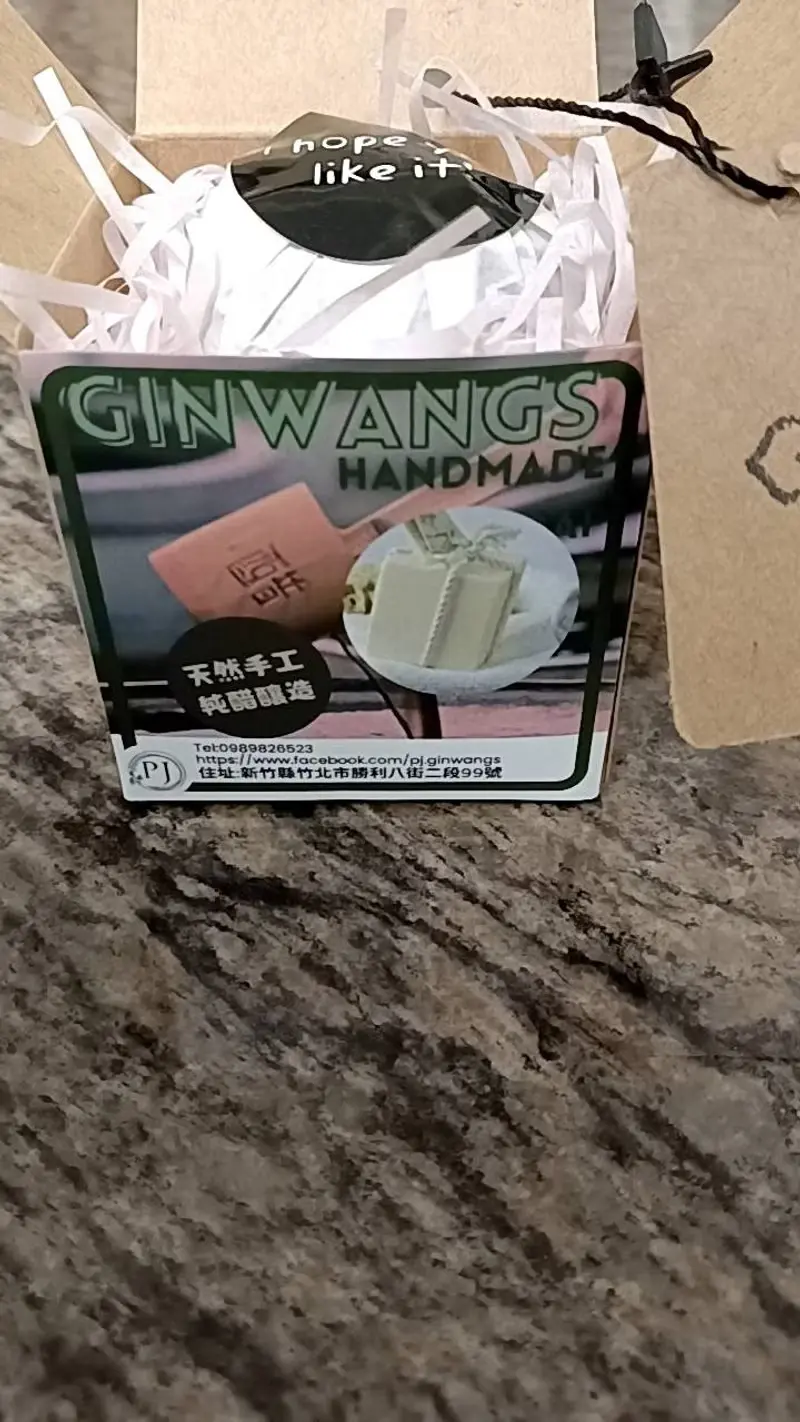 I hope
like it
GINWANGS
HANDMADE
天然手工
純醋釀造
PJ
Tel:0989826523
https://www.facebook.com/pj.ginwangs
住址:新竹縣竹北市勝利八街二段99號